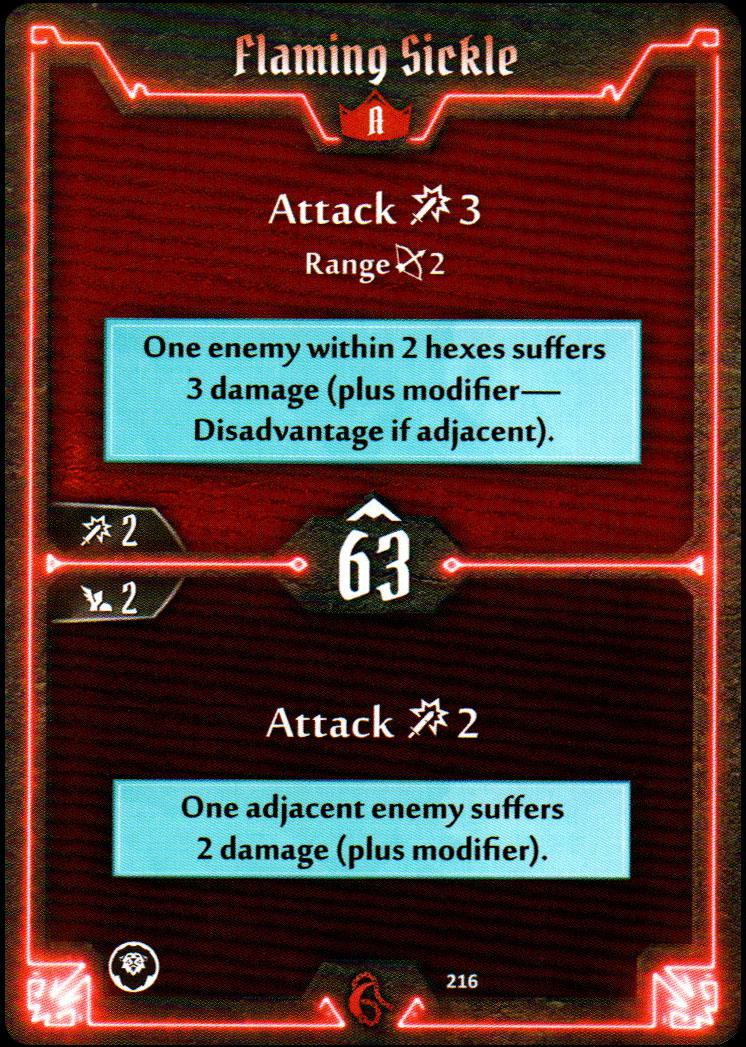 Flaming Sickle
A
Attack 3
Range 2
One enemy within 2 hexes suffers
3 damage (plus modifier—
Disadvantage if adjacent).
2
63
2
Attack 2
One adjacent enemy suffers
2 damage (plus modifier).
216